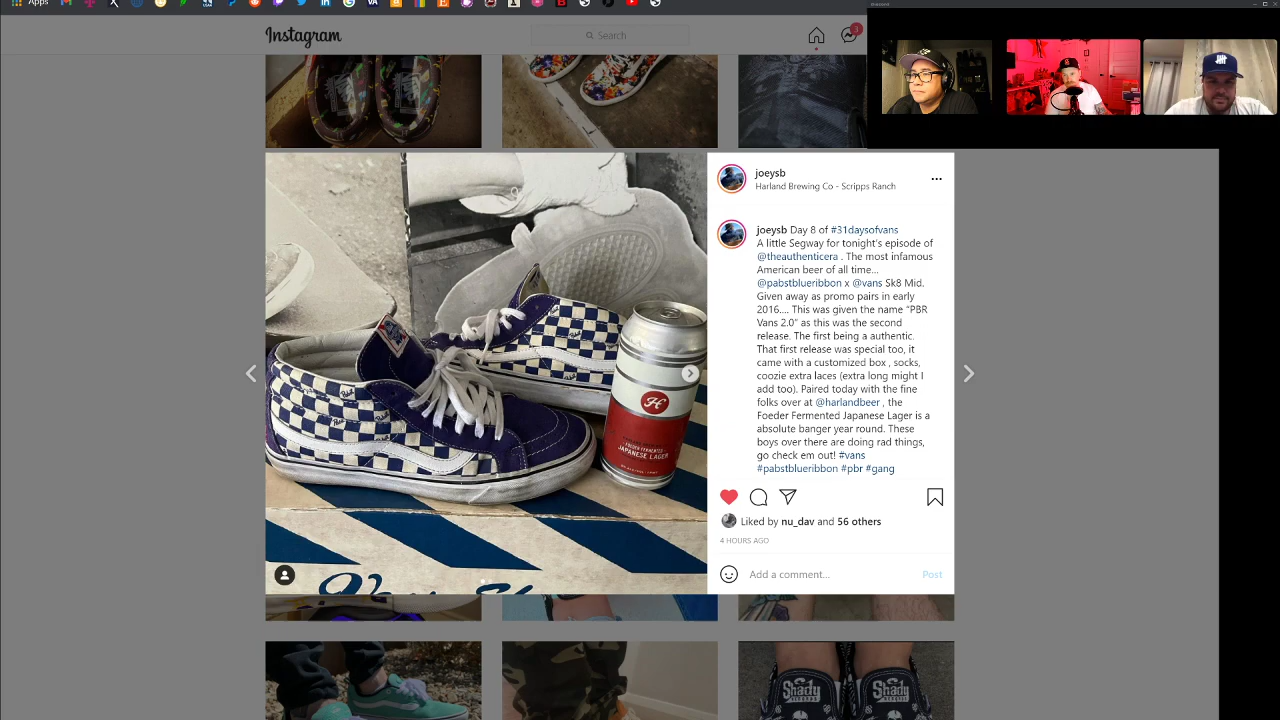 Apps
Instagram
Search
3
joeysb
Harland Brewing Co - Scripps Ranch
joeysb Day 8 of #31daysofvans
A little Segway for tonight's episode of
@theauthenticera . The most infamous
American beer of all time...
@pabstblueribbon x @vans Sk8 Mid.
Given away as promo pairs in early
2016.... This was given the name "PBR
Vans 2.0" as this was the second
release. The first being a authentic.
That first release was special too, it
came with a customized box , socks,
coozie extra laces (extra long might I
add too). Paired today with the fine
folks over at @harlandbeer , the
Foeder Fermented Japanese Lager is a
absolute banger year round. These
boys over there are doing rad things,
go check em out! #vans
#pabstblueribbon #pbr #gang
Liked by nu_dav and 56 others
4 HOURS AGO
Add a comment...
Post
H
FOEDER FERMENTED
JAPANESE LAGER
Shady
Shady